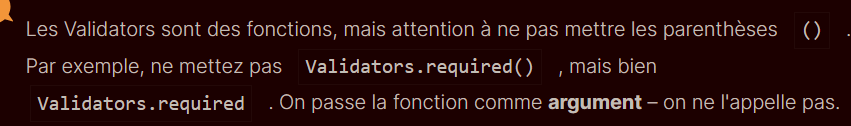 Les Validators sont des fonctions, mais attention à ne pas mettre les parenthèses () .
Par exemple, ne mettez pas Validators.required() , mais bien
Validators.required . On passe la fonction comme argument – on ne l'appelle pas.